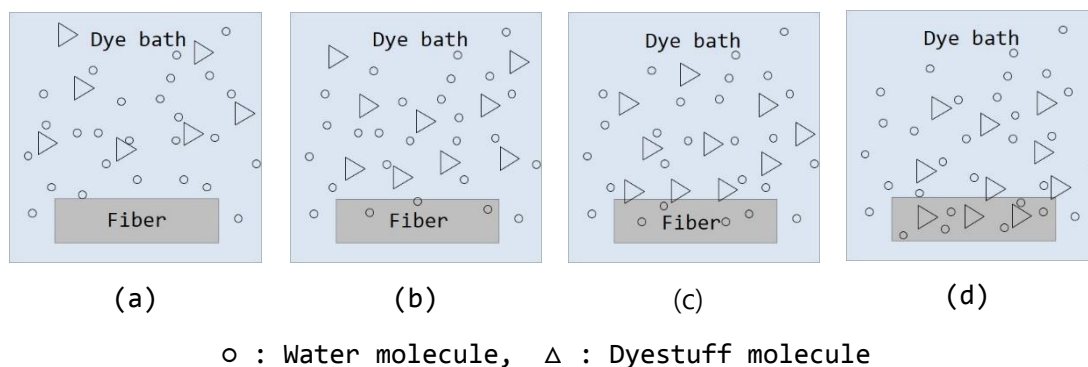 Dye bath Dye bath Dye bath Dye bath
Fiber Fiber Fiber
(a) (b) (c) (d)
○ : Water molecule, △ : Dyestuff molecule